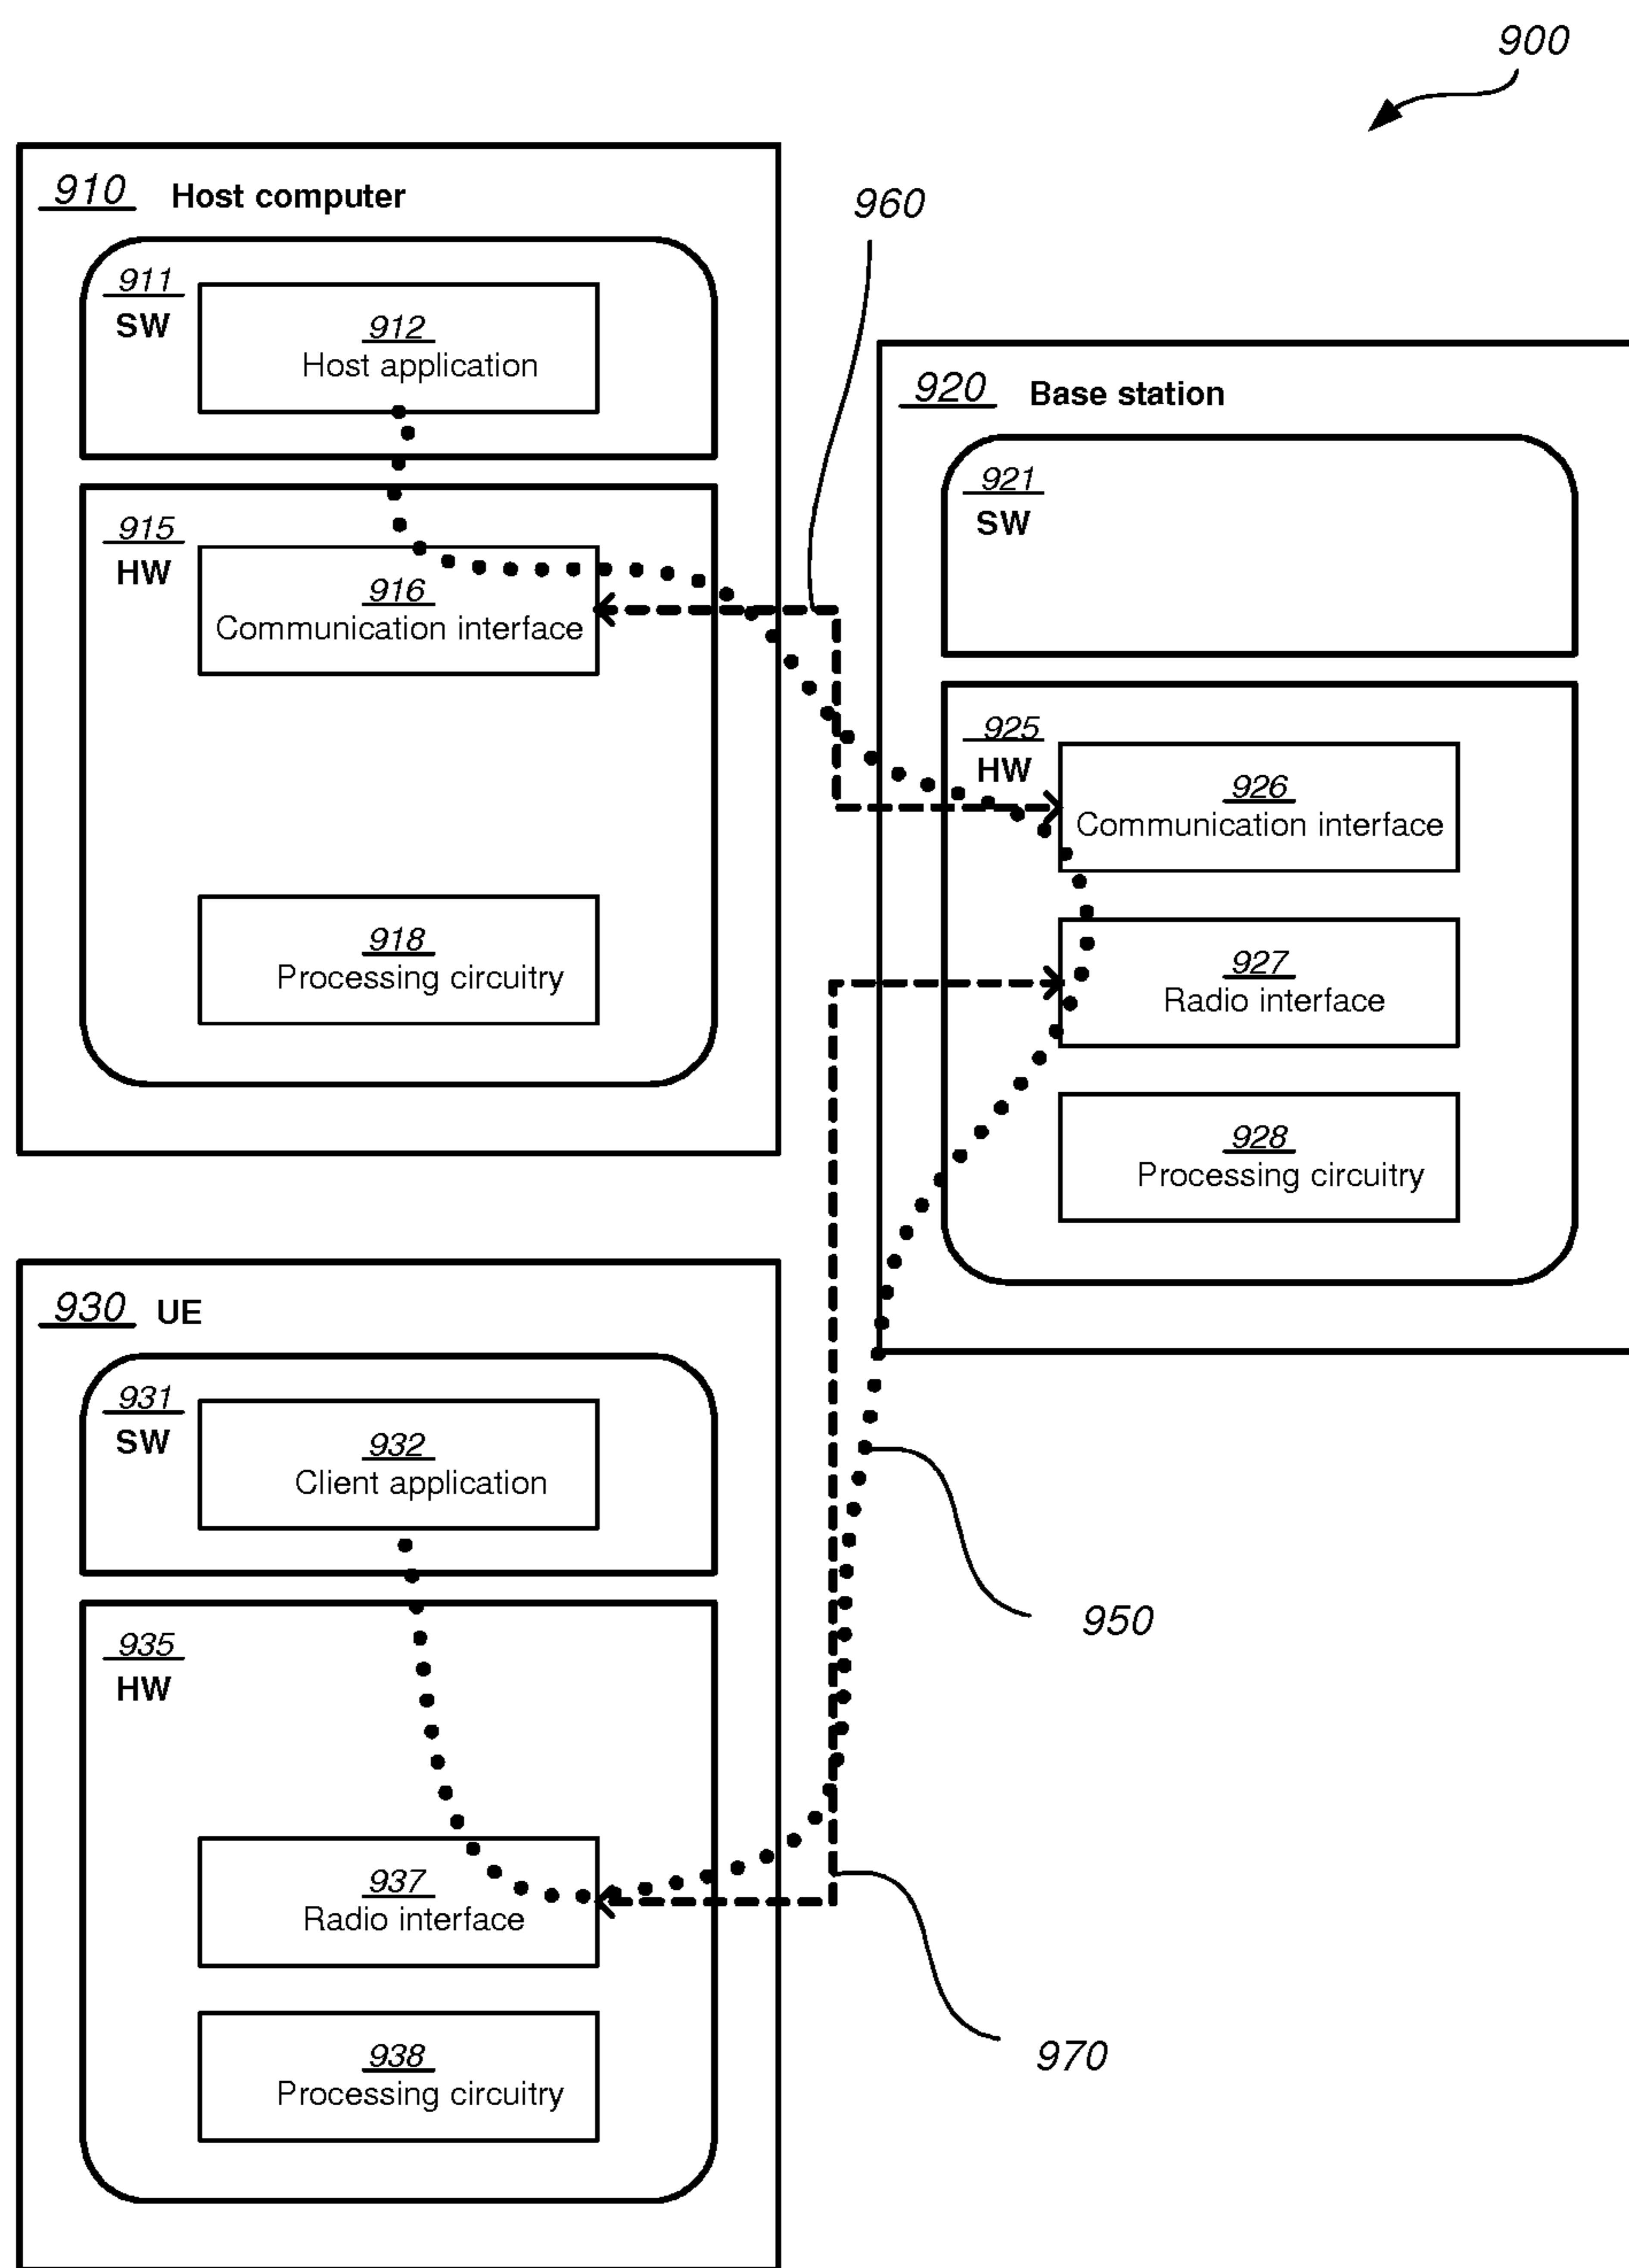 900
910 Host computer
911
SW
912
Host application
915
HW
916
Communication interface
918
Processing circuitry
960
920 Base station
921
SW
925
HW
926
Communication interface
927
Radio interface
928
Processing circuitry
930 UE
931
SW
932
Client application
935
HW
937
Radio interface
938
Processing circuitry
950
970